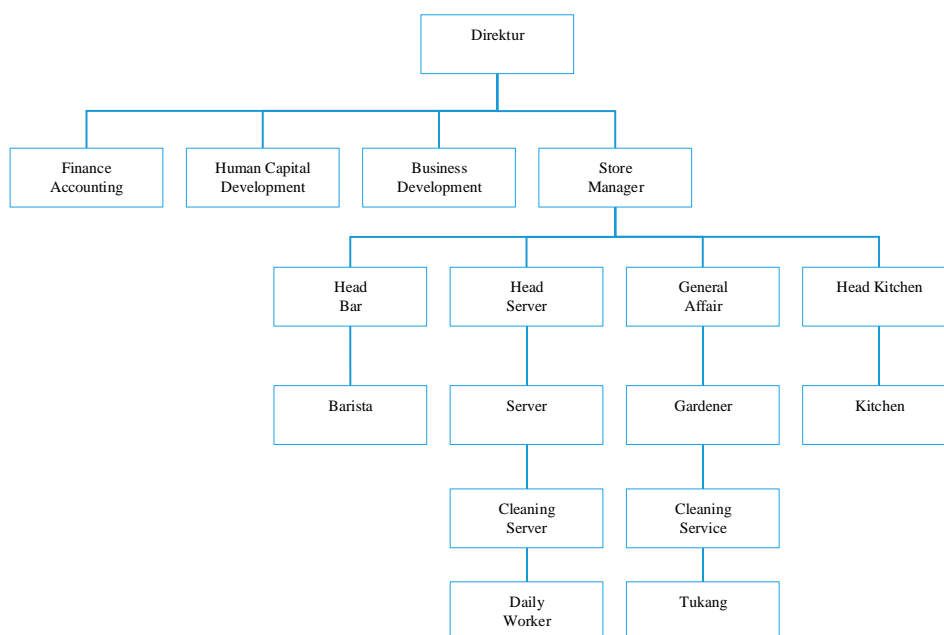 Direktur
Finance
Accounting
Human Capital
Development
Business
Development
Store
Manager
Head
Bar
Head
Server
General
Affair
Head Kitchen
Barista
Server
Gardener
Kitchen
Cleaning
Server
Cleaning
Service
Daily
Worker
Tukang